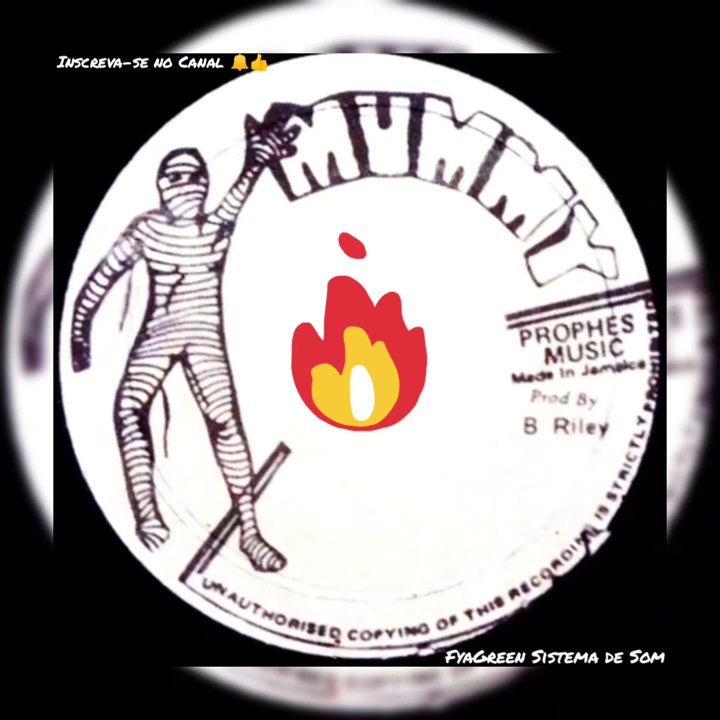 Inscreva-se no Canal 🔔👍
MUMMY
PROPHES
MUSIC
Made In Jamaica
Prod By
B Riley
UNAUTHORISED COPYING OF THIS RECORDING IS STRICTLY PROHIBITED
FyaGreen Sistema de Som